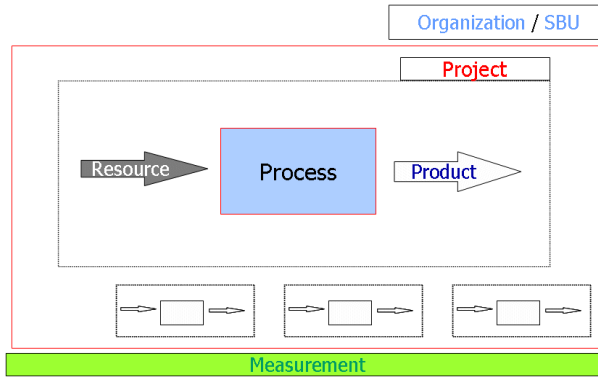 Organization / SBU
Project
Resource
Process
Product
Measurement